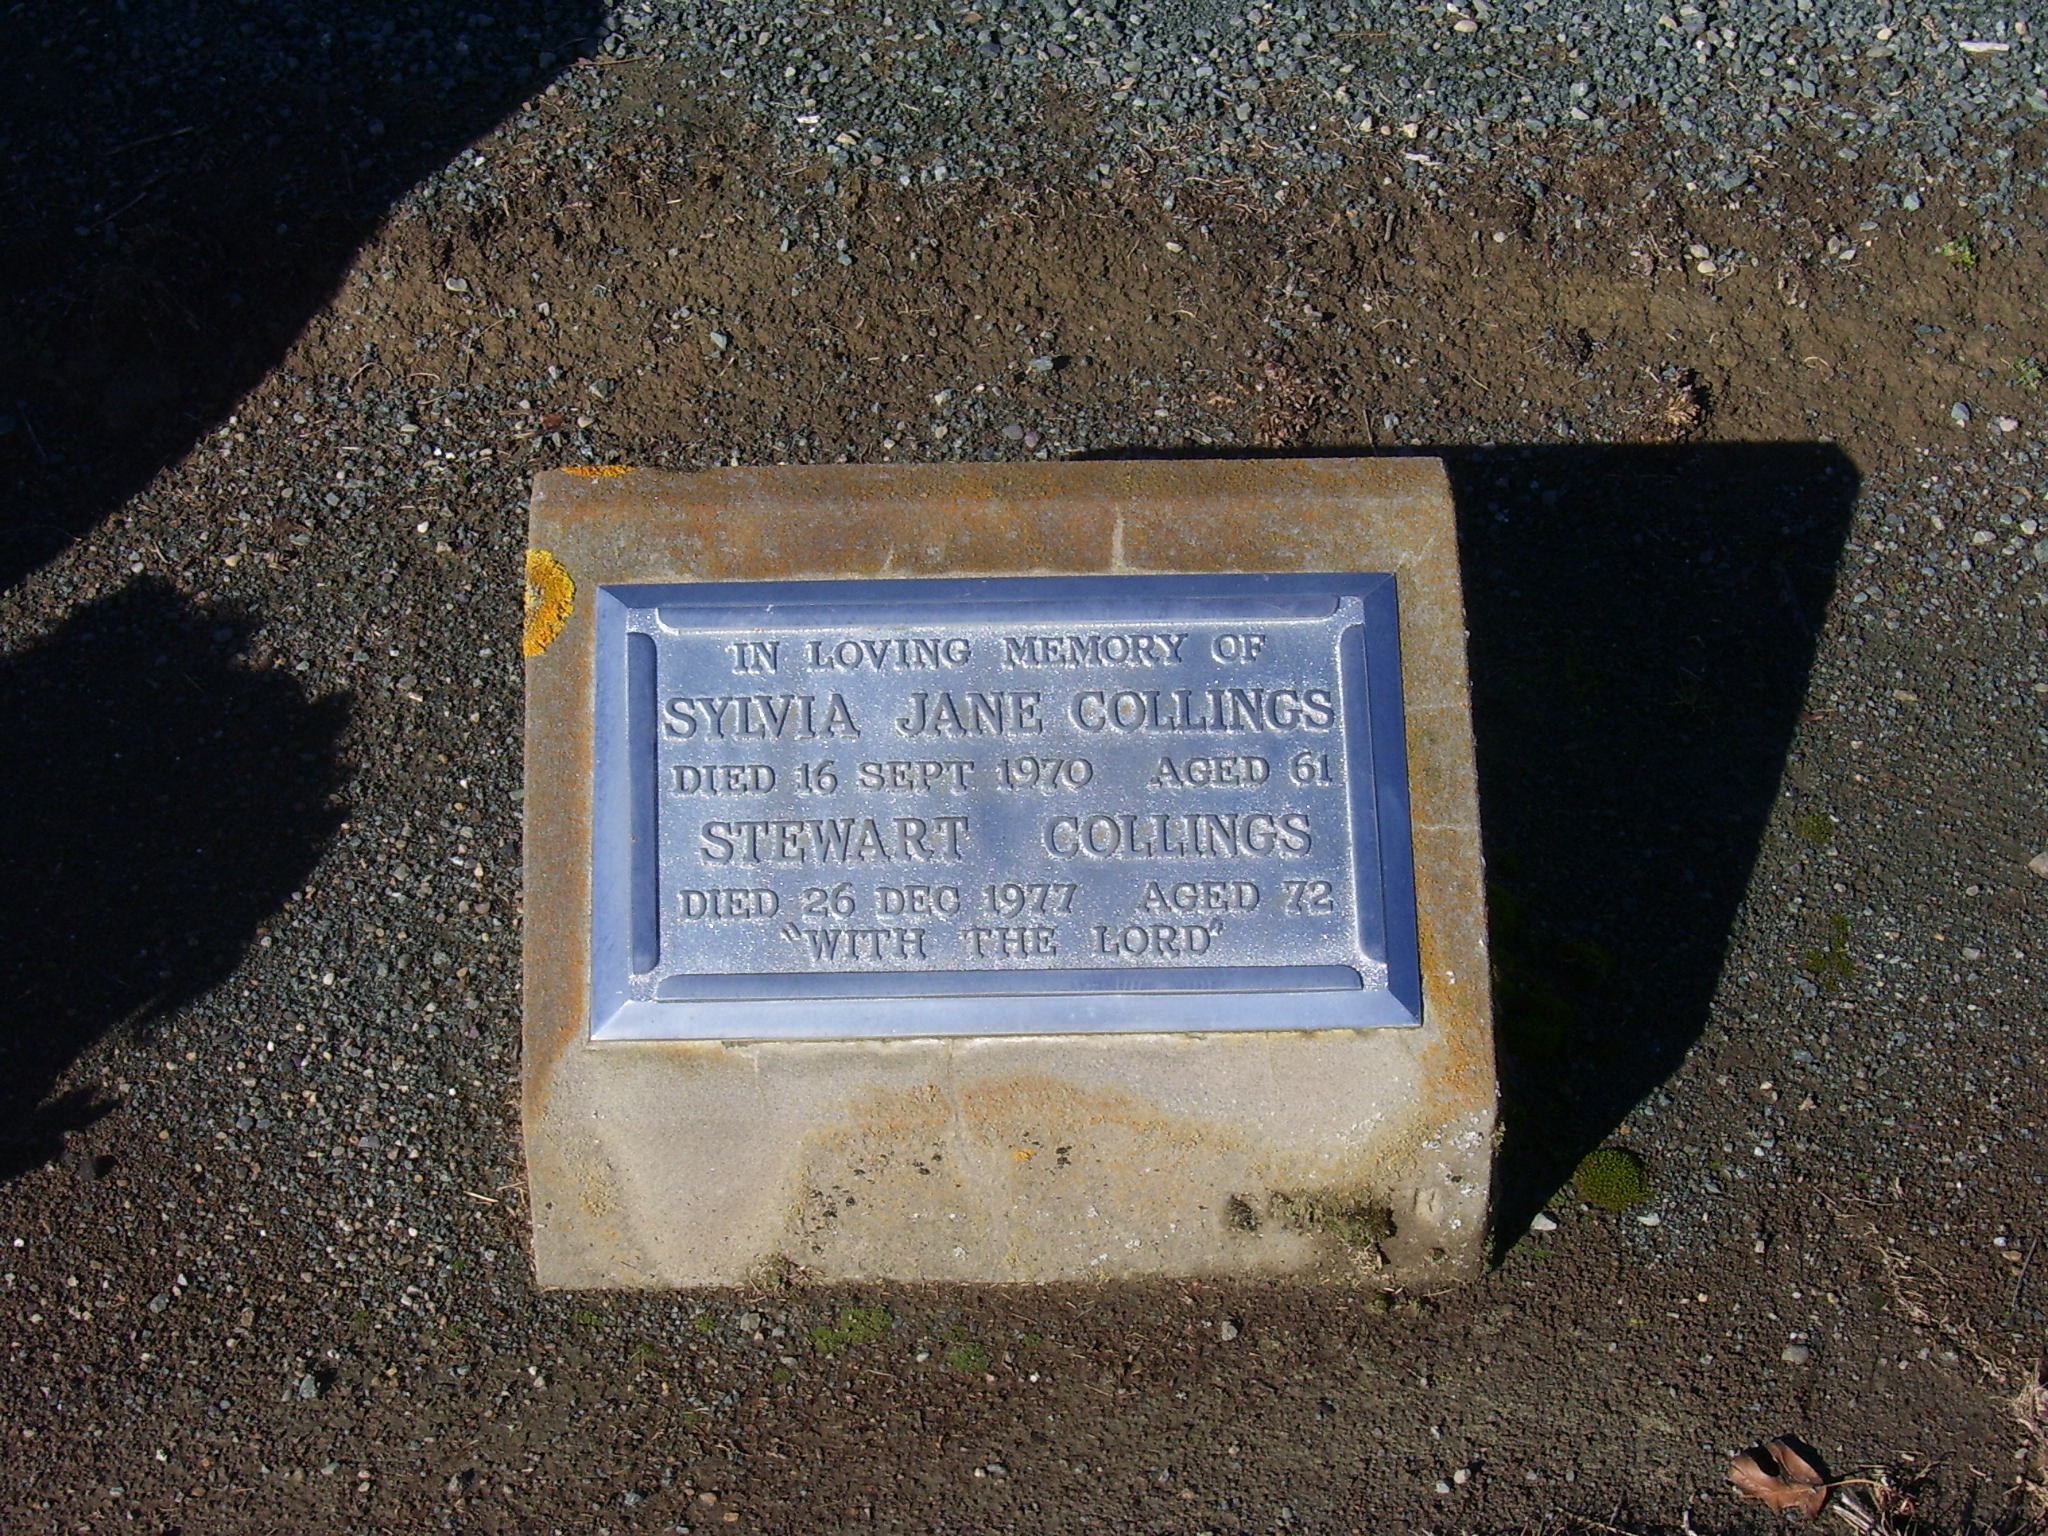 IN LOVING MEMORY OF
SYLVIA JANE COLLINGS
DIED 16 SEPT 1970 AGED 61
STEWART COLLINGS
DIED 26 DEC 1977 AGED 72
"WITH THE LORD"